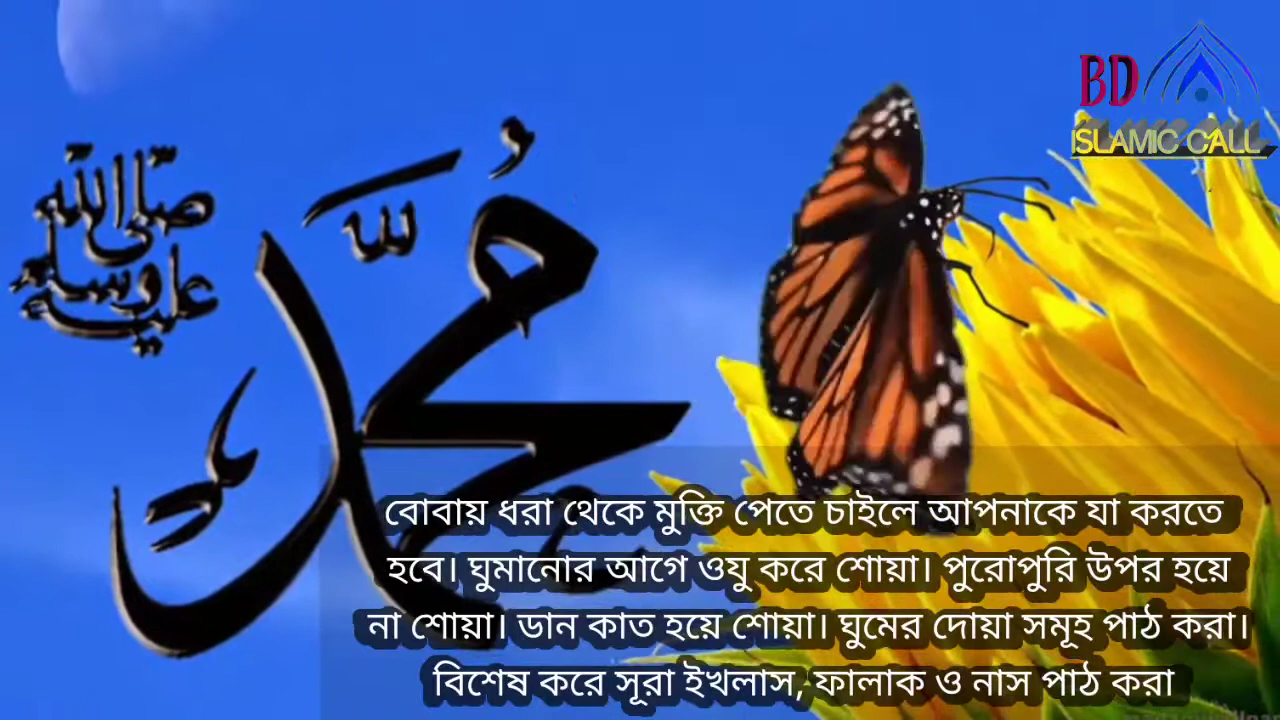 BD
ISLAMIC CALL
صلى الله
عليه وسلم
محمد
বোবায় ধরা থেকে মুক্তি পেতে চাইলে আপনাকে যা করতে
হবে। ঘুমানোর আগে ওযু করে শোয়া। পুরোপুরি উপর হয়ে
না শোয়া। ডান কাত হয়ে শোয়া। ঘুমের দোয়া সমূহ পাঠ করা।
বিশেষ করে সূরা ইখলাস, ফালাক ও নাস পাঠ করা